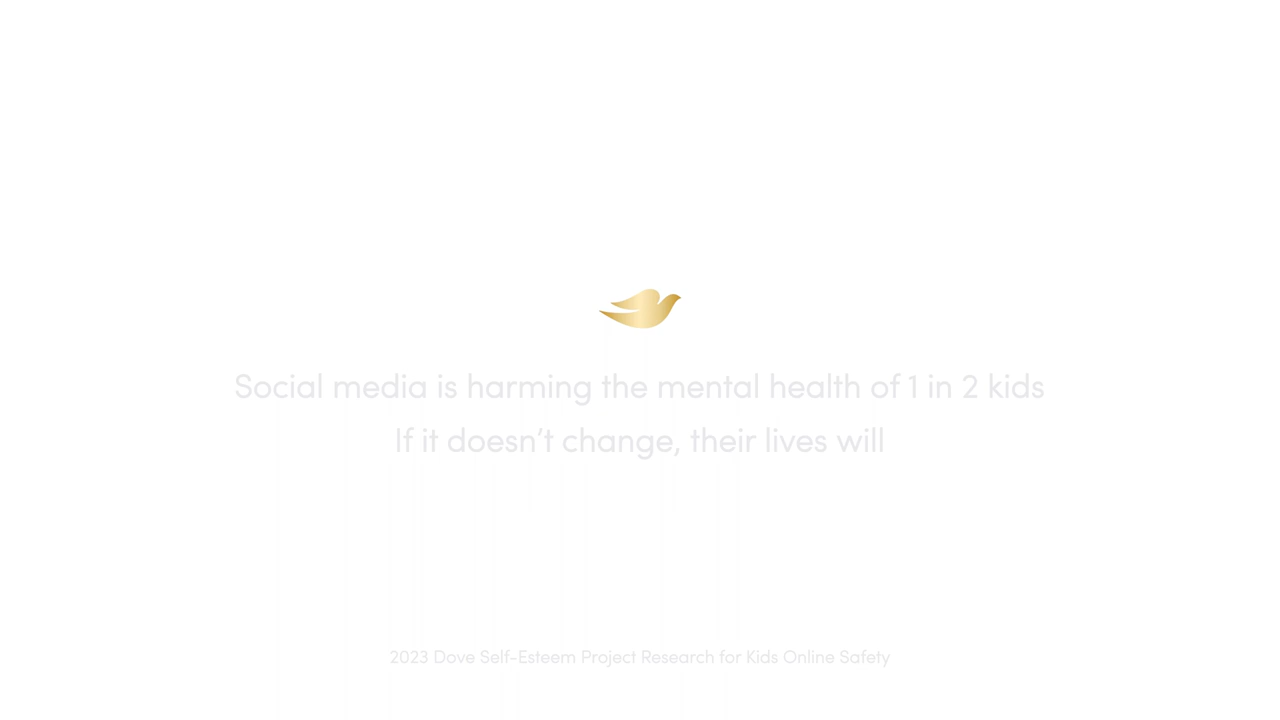 Social media is harming the mental health of 1 in 2 kids
If it doesn’t change, their lives will
2023 Dove Self-Esteem Project Research for Kids Online Safety